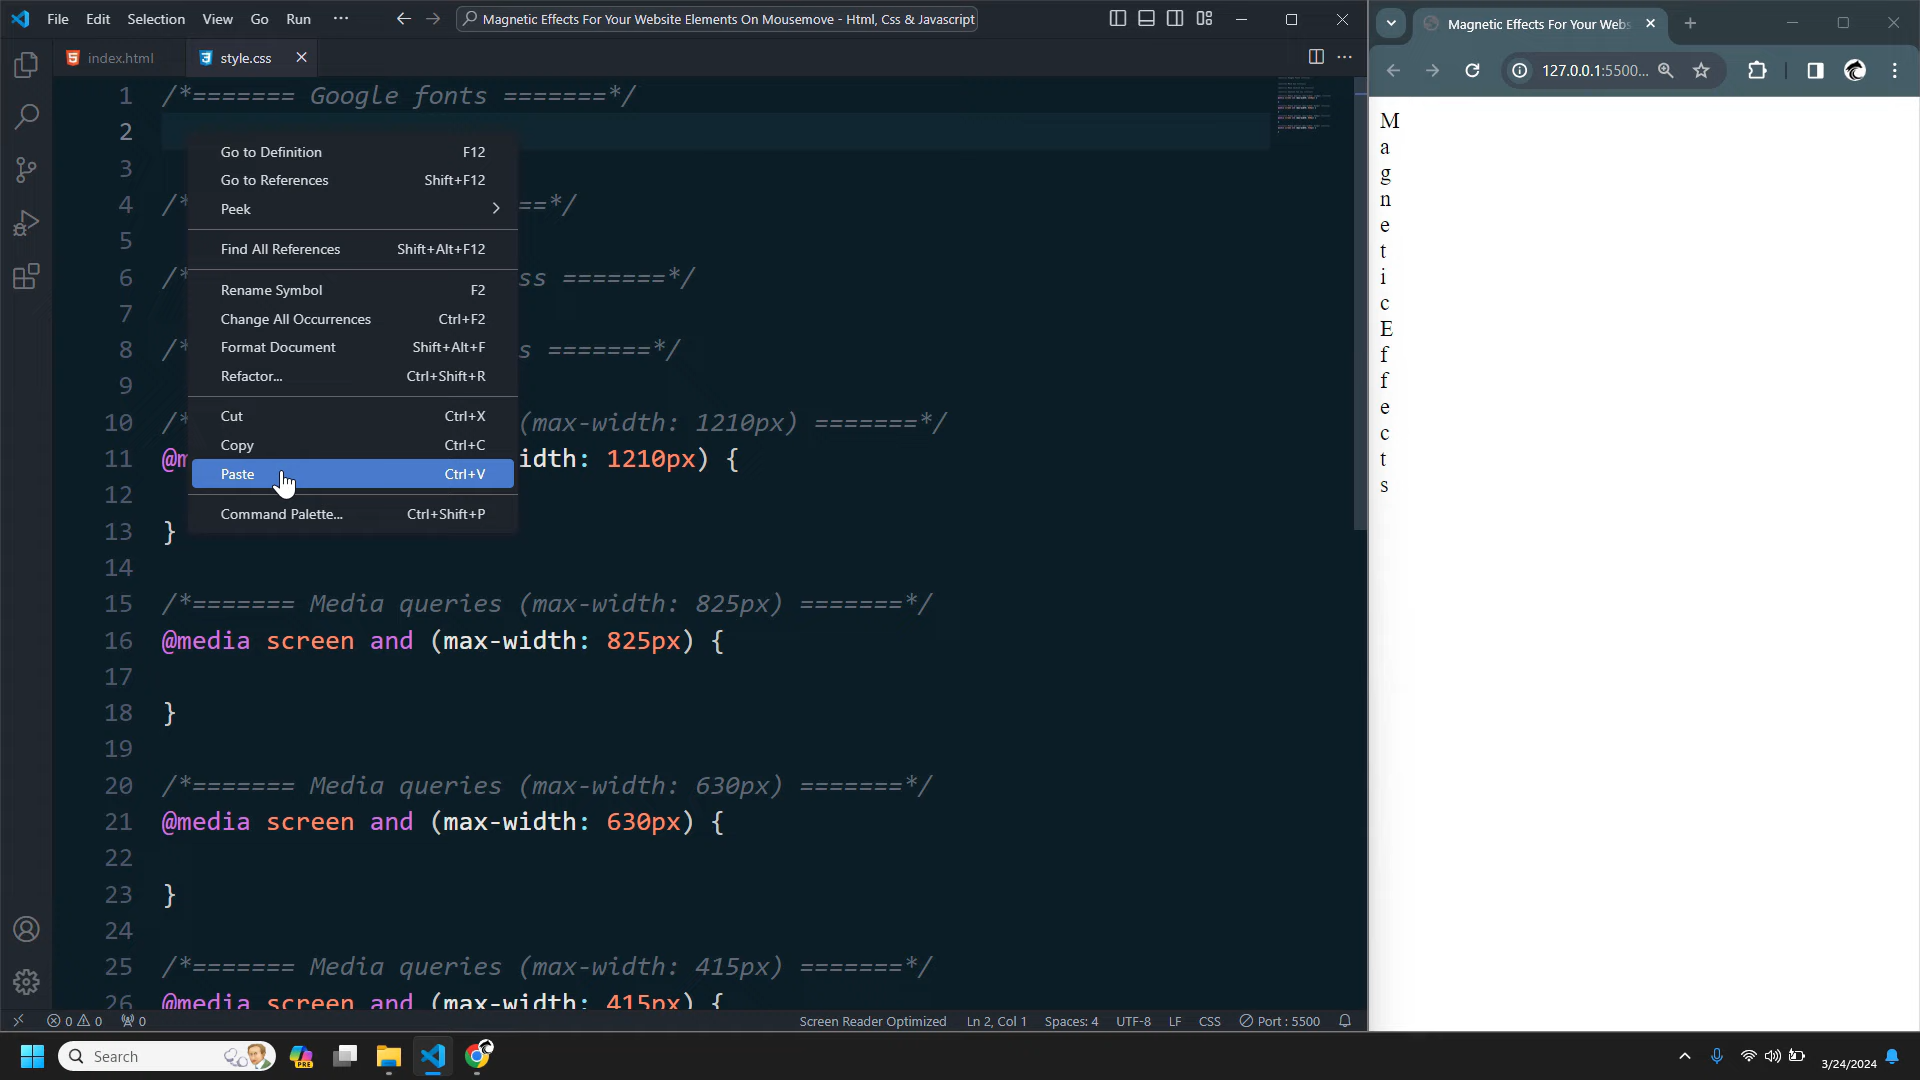 File Edit Selection View Go Run ···
Magnetic Effects For Your Website Elements On Mousemove - Html, Css & Javascript
index.html
style.css
1 /*======= Google fonts =======*/
2
3
4 /* ==*/
5
6 /* ss =======*/
7
8 /* s =======*/
9
10 /* (max-width: 1210px) =======*/
11 @m idth: 1210px) {
12
13 }
14
15 /*======= Media queries (max-width: 825px) =======*/
16 @media screen and (max-width: 825px) {
17
18 }
19
20 /*======= Media queries (max-width: 630px) =======*/
21 @media screen and (max-width: 630px) {
22
23 }
24
25 /*======= Media queries (max-width: 415px) =======*/
26 @media screen and (max-width: 415px) {
Go to Definition F12
Go to References Shift+F12
Peek
Find All References Shift+Alt+F12
Rename Symbol F2
Change All Occurrences Ctrl+F2
Format Document Shift+Alt+F
Refactor... Ctrl+Shift+R
Cut Ctrl+X
Copy Ctrl+C
Paste Ctrl+V
Command Palette... Ctrl+Shift+P
0 0 0
Screen Reader Optimized Ln 2, Col 1 Spaces: 4 UTF-8 LF CSS Port : 5500
Magnetic Effects For Your Webs
127.0.0.1:5500...
M
a
g
n
e
t
i
c
E
f
f
e
c
t
s
Search
PRE
3/24/2024